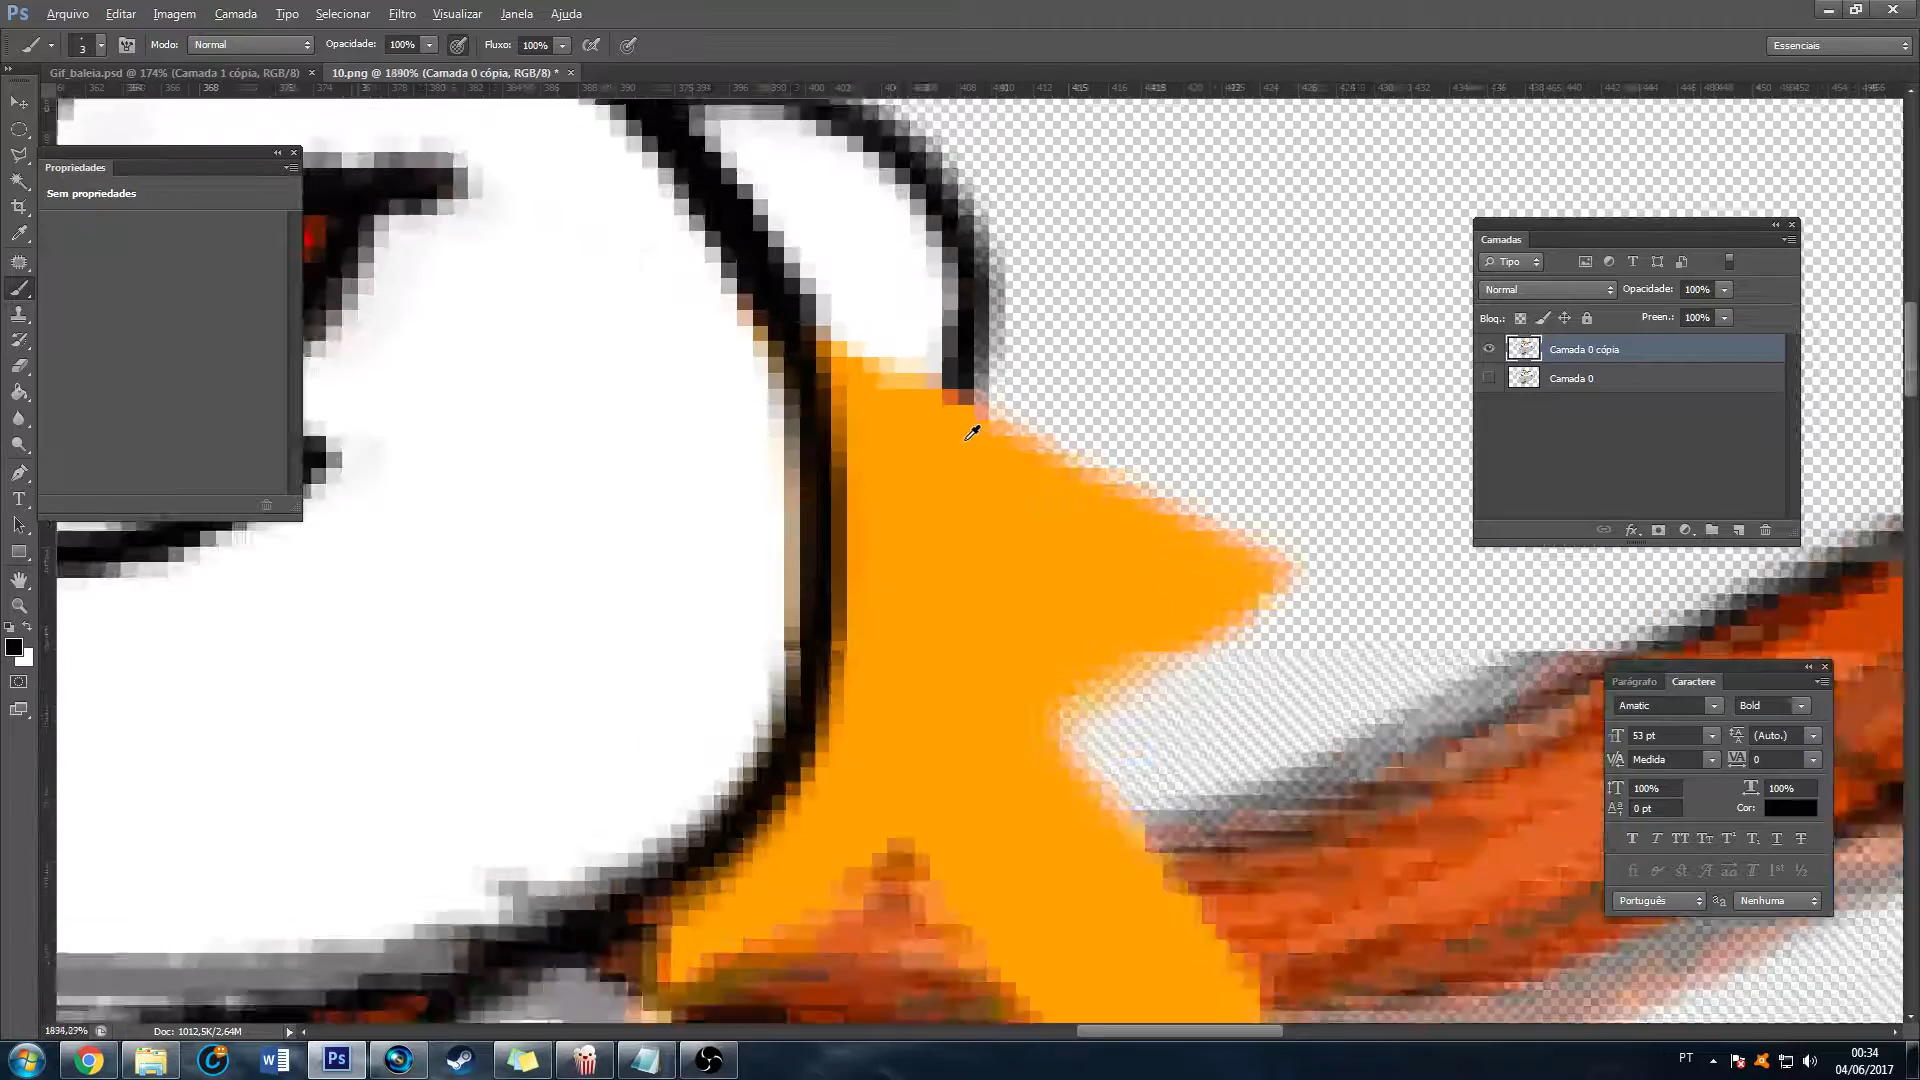 Ps Arquivo Editar Imagem Camada Tipo Selecionar Filtro Visualizar Janela Ajuda
3 Modo: Normal Opacidade: 100% Fluxo: 100% Essenciais
Gif_baleia.psd @ 174% (Camada 1 cópia, RGB/8) × 10.png @ 1890% (Camada 0 cópia, RGB/8) * ×
Propriedades
Sem propriedades
Camadas
Tipo
Normal Opacidade: 100%
Bloq.: Preen.: 100%
Camada 0 cópia
Camada 0
Parágrafo Caractere
Amatic Bold
53 pt (Auto.)
Medida 0
100% 100%
0 pt Cor:
Português Nenhuma
Doc: 1012,5K/2,64M
PT 00:34
04/06/2017